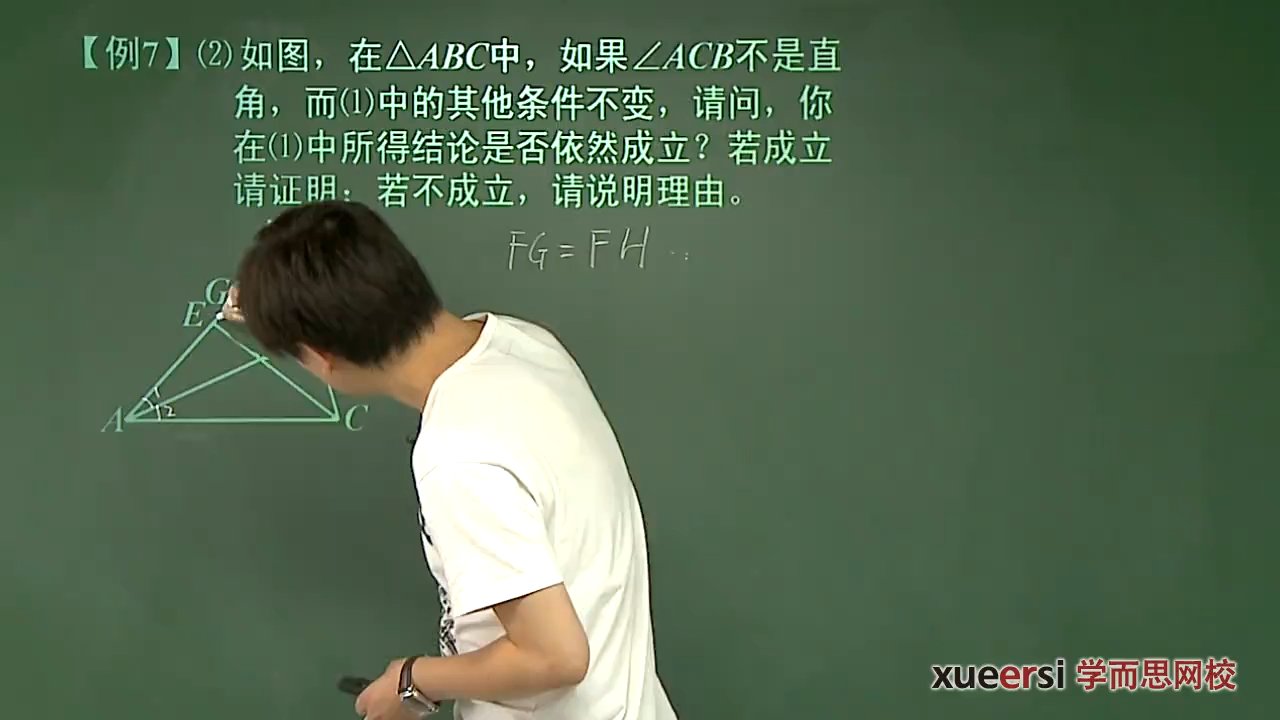 【例7】(2)如图，在△ABC中，如果∠ACB不是直
角，而(1)中的其他条件不变，请问，你
在(1)中所得结论是否依然成立？若成立
请证明；若不成立，请说明理由。
FG=FH
G
E
1
2
A
C
xueersi 学而思网校